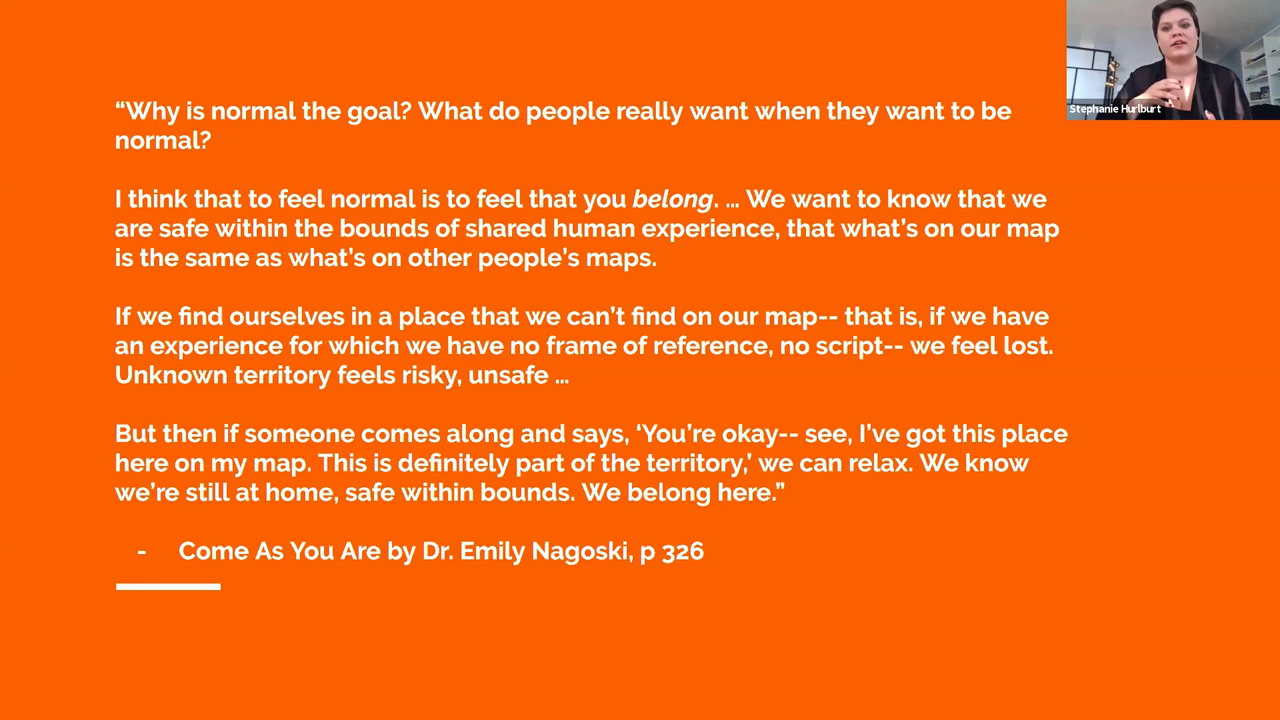 “Why is normal the goal? What do people really want when they want to be
normal?
I think that to feel normal is to feel that you belong. … We want to know that we
are safe within the bounds of shared human experience, that what’s on our map
is the same as what’s on other people’s maps.
If we find ourselves in a place that we can’t find on our map-- that is, if we have
an experience for which we have no frame of reference, no script-- we feel lost.
Unknown territory feels risky, unsafe …
But then if someone comes along and says, ‘You’re okay-- see, I’ve got this place
here on my map. This is definitely part of the territory,’ we can relax. We know
we’re still at home, safe within bounds. We belong here.”
- Come As You Are by Dr. Emily Nagoski, p 326
Stephanie Hurlburt